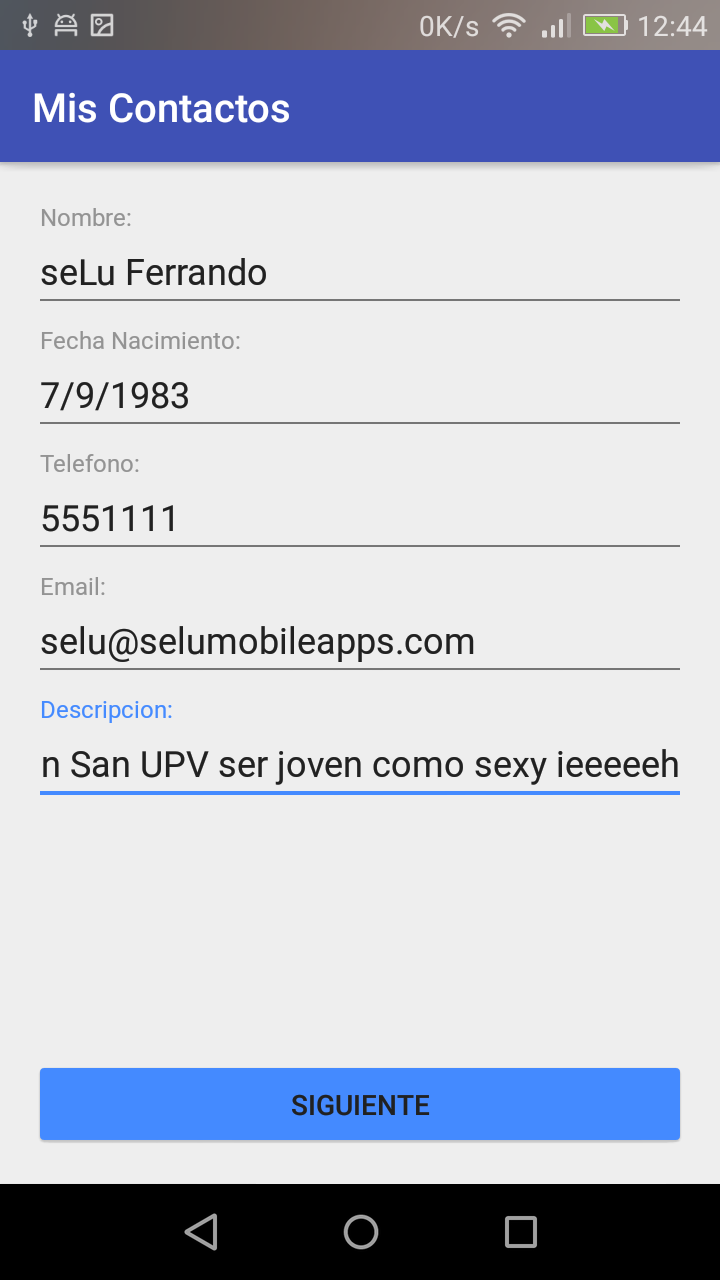 0K/s 12:44
Mis Contactos
Nombre:
seLu Ferrando
Fecha Nacimiento:
7/9/1983
Telefono:
5551111
Email:
selu@selumobileapps.com
Descripcion:
n San UPV ser joven como sexy ieeeeeh
SIGUIENTE